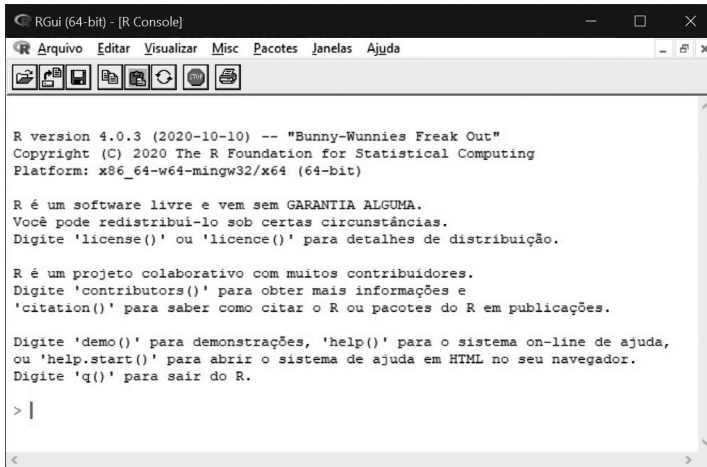 RGui (64-bit) - [R Console]
Arquivo Editar Visualizar Misc Pacotes Janelas Ajuda
STOP
R version 4.0.3 (2020-10-10) -- "Bunny-Wunnies Freak Out"
Copyright (C) 2020 The R Foundation for Statistical Computing
Platform: x86_64-w64-mingw32/x64 (64-bit)
R é um software livre e vem sem GARANTIA ALGUMA.
Você pode redistribuí-lo sob certas circunstâncias.
Digite 'license()' ou 'licence()' para detalhes de distribuição.
R é um projeto colaborativo com muitos contribuidores.
Digite 'contributors()' para obter mais informações e
'citation()' para saber como citar o R ou pacotes do R em publicações.
Digite 'demo()' para demonstrações, 'help()' para o sistema on-line de ajuda,
ou 'help.start()' para abrir o sistema de ajuda em HTML no seu navegador.
Digite 'q()' para sair do R.
>